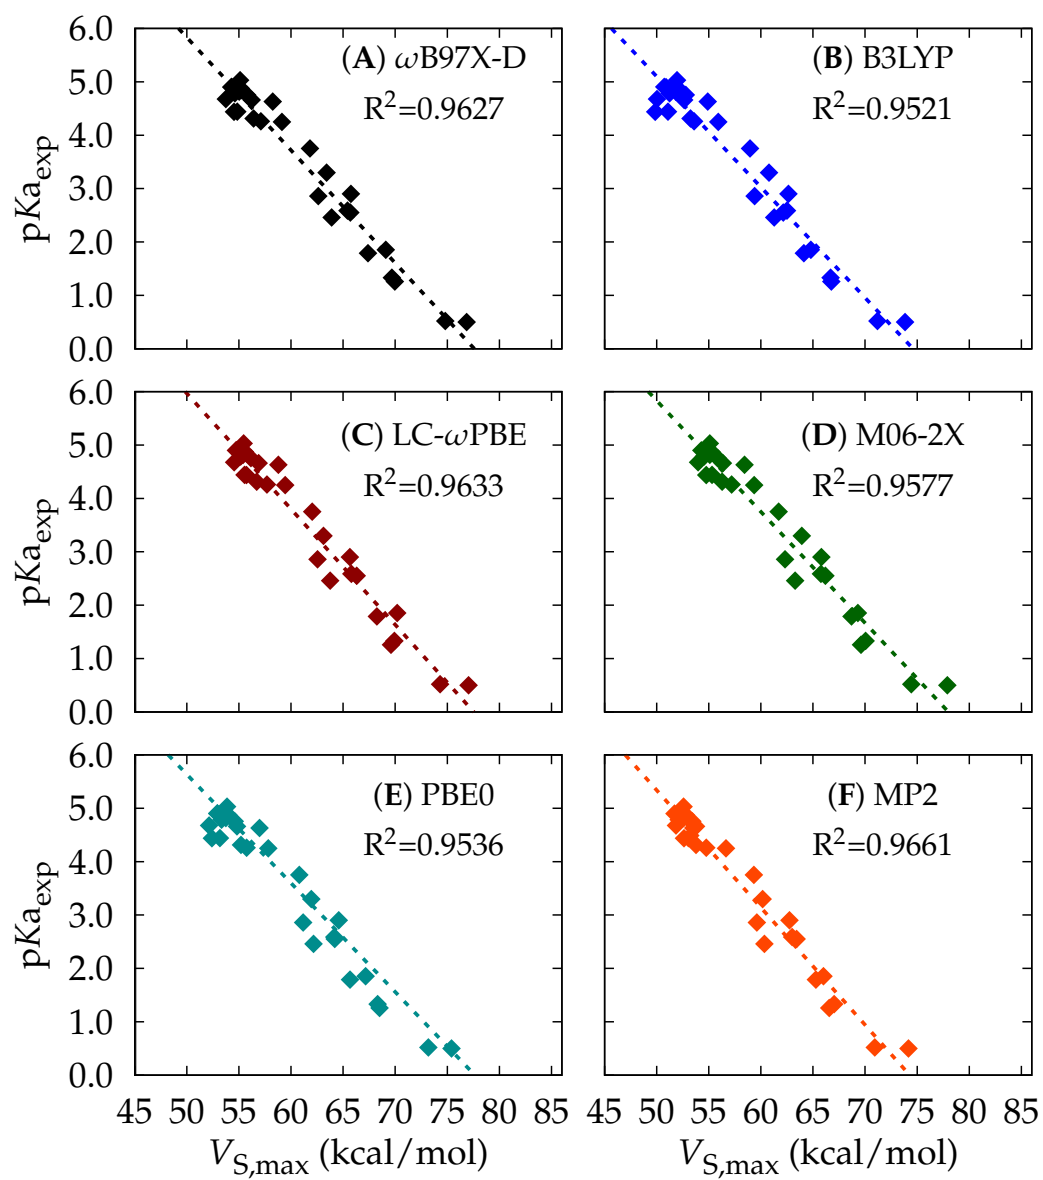 6.0
5.0
4.0
3.0
2.0
1.0
0.0
pKa_exp
(A) ωB97X-D
R²=0.9627
(B) B3LYP
R²=0.9521
6.0
5.0
4.0
3.0
2.0
1.0
0.0
pKa_exp
(C) LC-ωPBE
R²=0.9633
(D) M06-2X
R²=0.9577
6.0
5.0
4.0
3.0
2.0
1.0
0.0
pKa_exp
(E) PBE0
R²=0.9536
(F) MP2
R²=0.9661
45 50 55 60 65 70 75 80 85
45 50 55 60 65 70 75 80 85
V_S,max (kcal/mol)
V_S,max (kcal/mol)